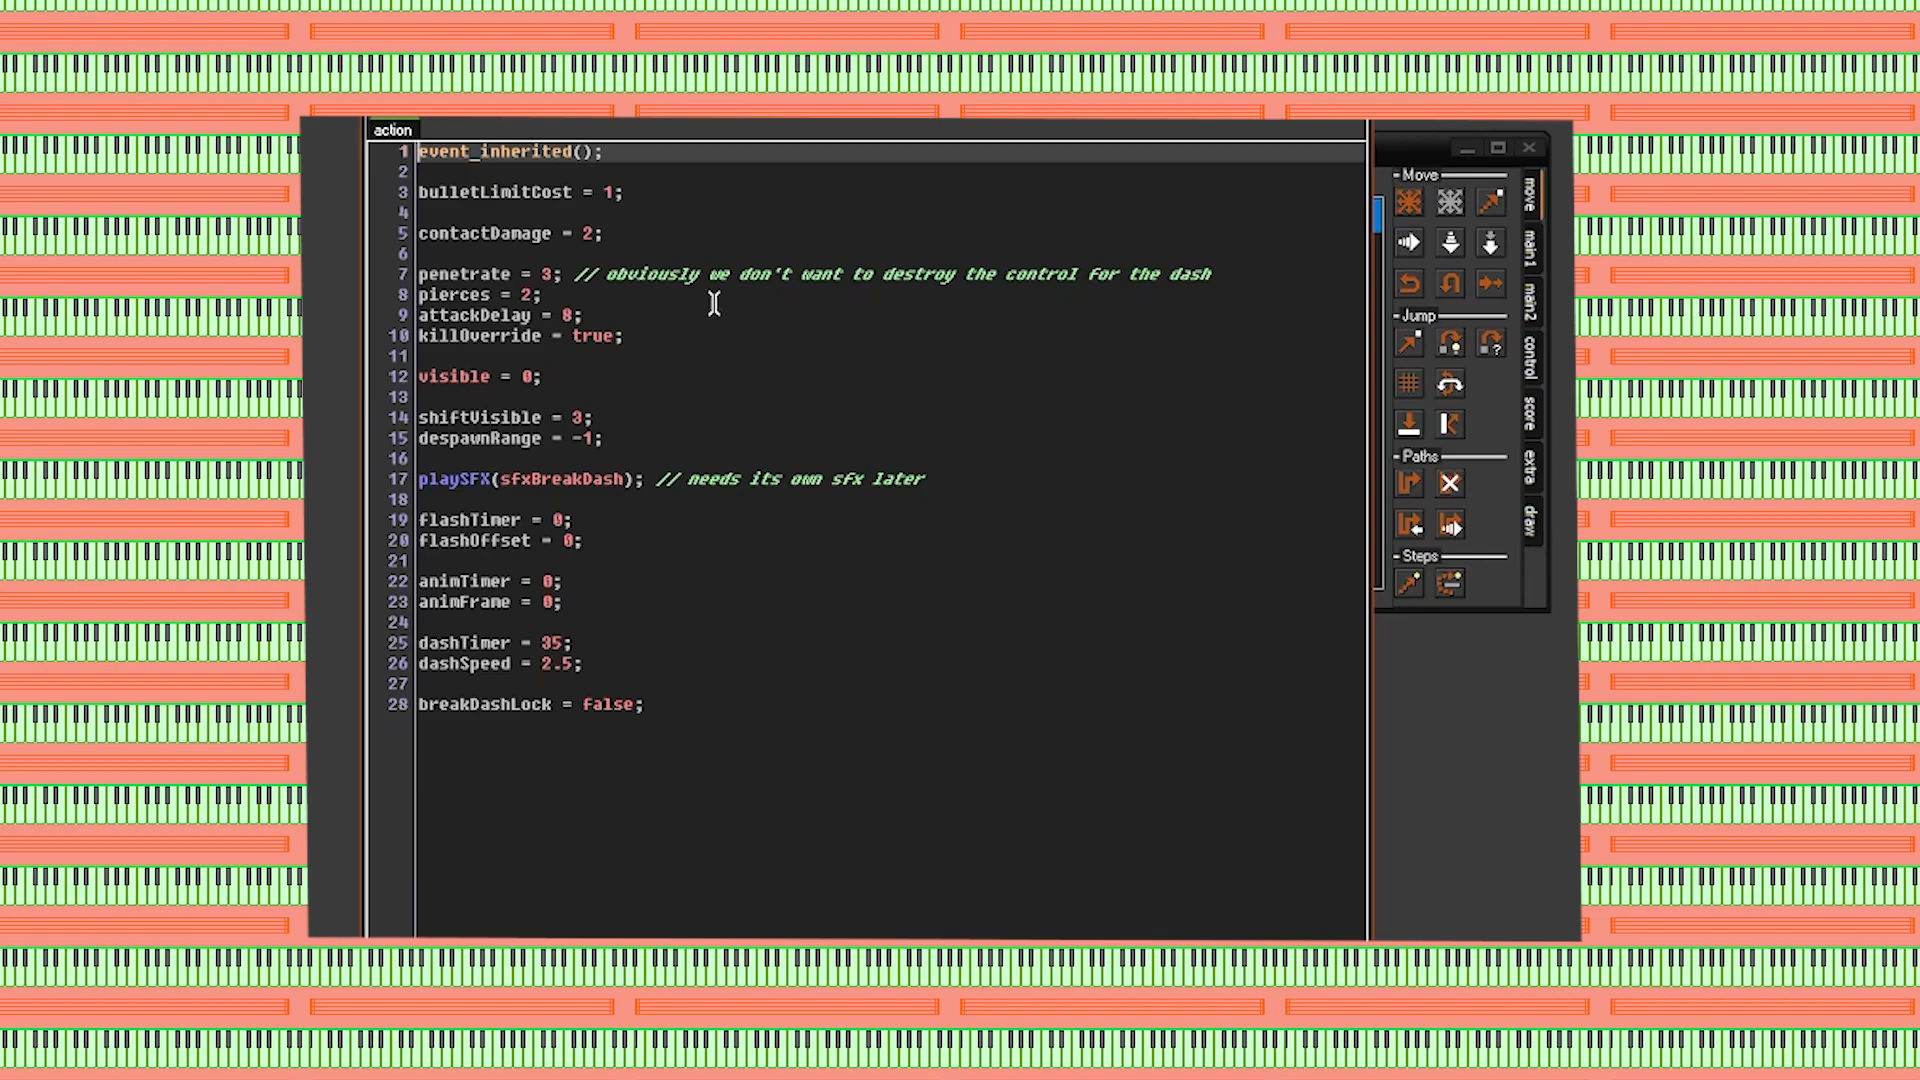 action
1 event_inherited();
2
3 bulletLimitCost = 1;
4
5 contactDamage = 2;
6
7 penetrate = 3; // obviously we don't want to destroy the control for the dash
8 pierces = 2;
9 attackDelay = 8;
10 killOverride = true;
11
12 visible = 0;
13
14 shiftVisible = 3;
15 despawnRange = -1;
16
17 playSFX(sfxBreakDash); // needs its own sfx later
18
19 flashTimer = 0;
20 flashOffset = 0;
21
22 animTimer = 0;
23 animFrame = 0;
24
25 dashTimer = 35;
26 dashSpeed = 2.5;
27
28 breakDashLock = false;
Move
Jump
Paths
Steps
move
main1
main2
control
score
extra
draw